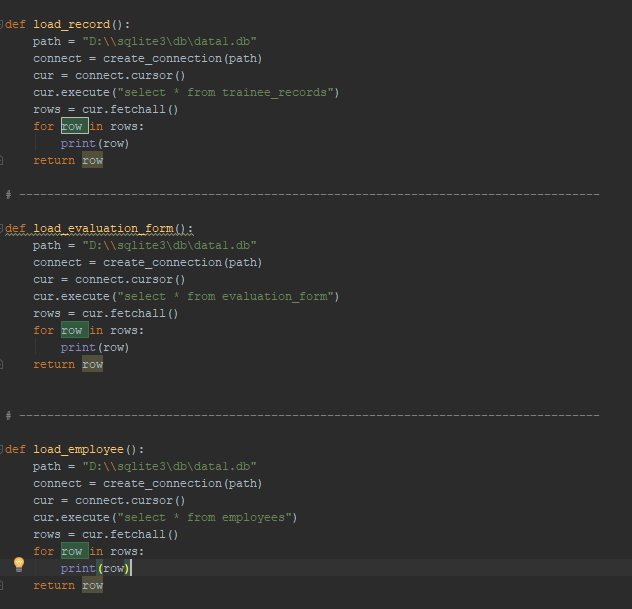 def load_record():
    path = "D:\\sqlite3\db\data1.db"
    connect = create_connection(path)
    cur = connect.cursor()
    cur.execute("select * from trainee_records")
    rows = cur.fetchall()
    for row in rows:
        print(row)
    return row
# -----------------------------------------------------------------------------------
def load_evaluation_form():
    path = "D:\\sqlite3\db\data1.db"
    connect = create_connection(path)
    cur = connect.cursor()
    cur.execute("select * from evaluation_form")
    rows = cur.fetchall()
    for row in rows:
        print(row)
    return row
# -----------------------------------------------------------------------------------
def load_employee():
    path = "D:\\sqlite3\db\data1.db"
    connect = create_connection(path)
    cur = connect.cursor()
    cur.execute("select * from employees")
    rows = cur.fetchall()
    for row in rows:
        print(row)
    return row